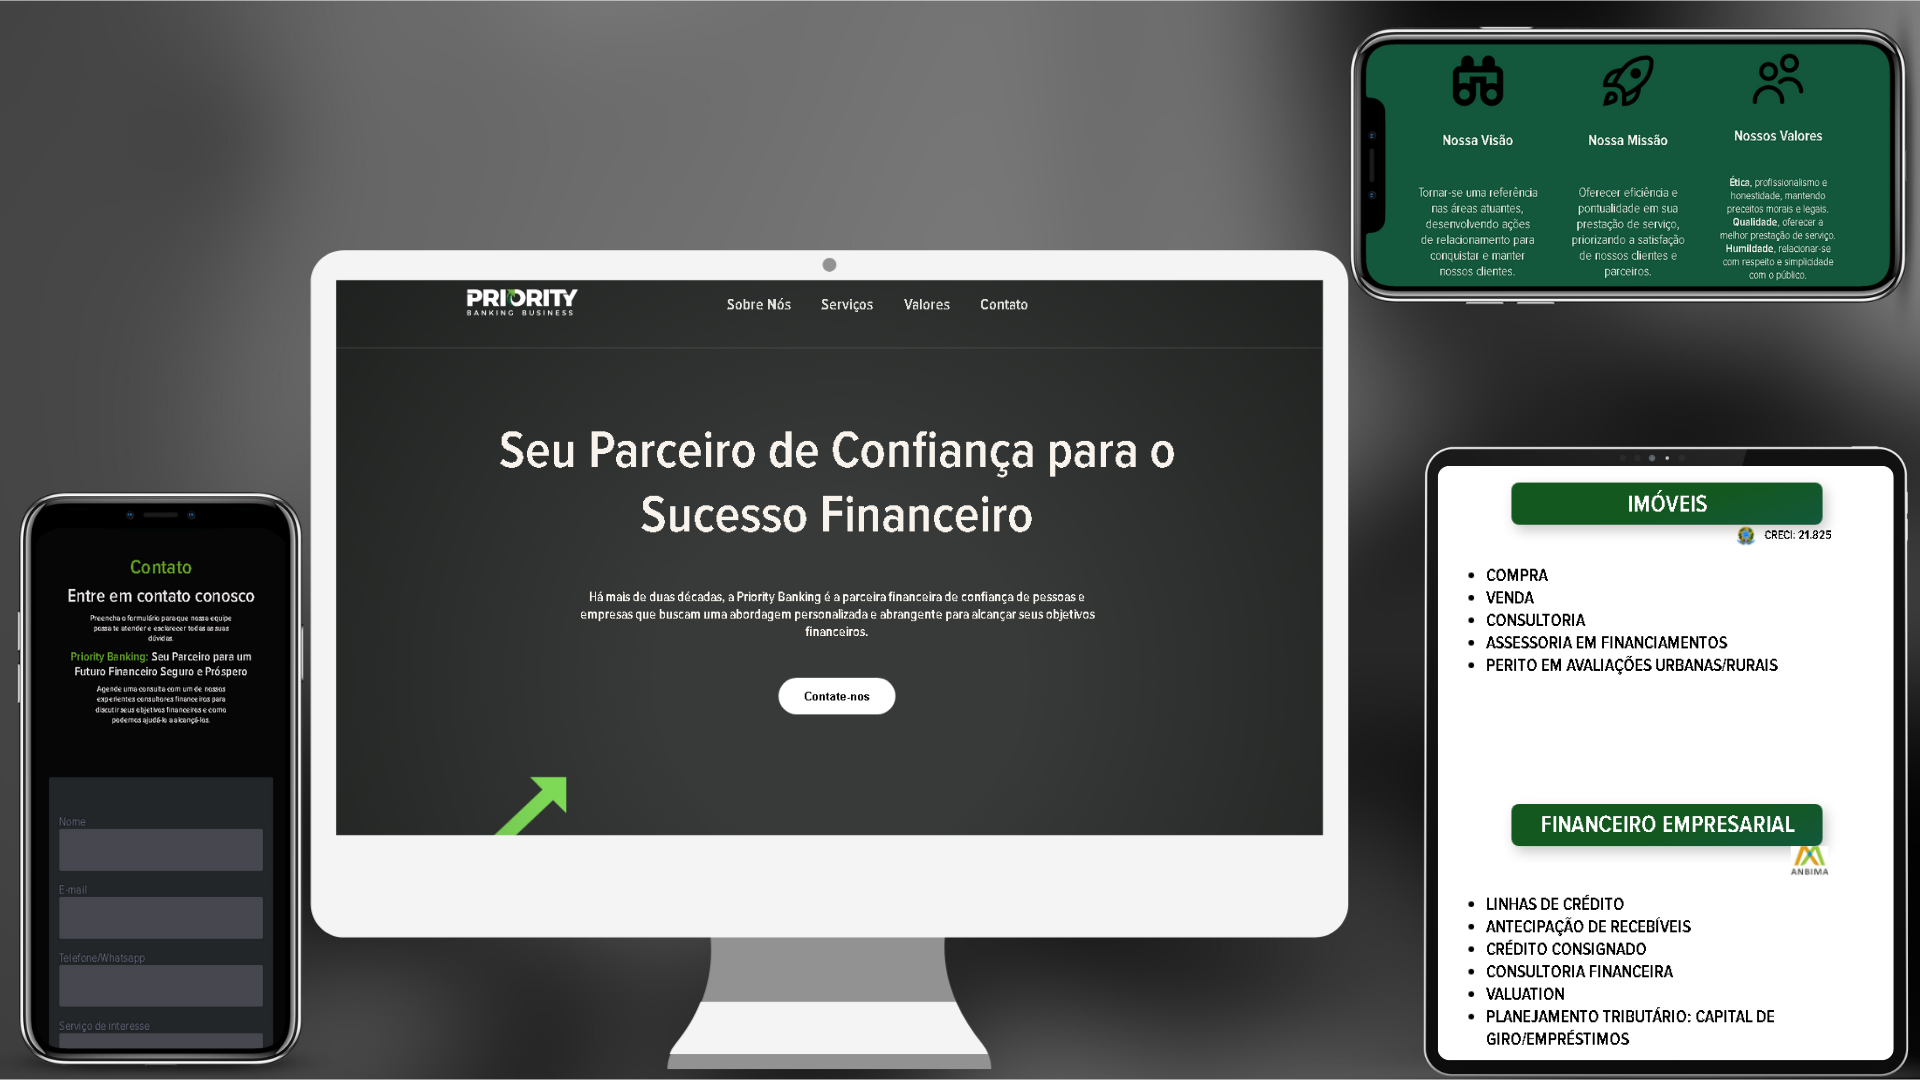 PRIORITY
BANKING BUSINESS
Sobre Nós
Serviços
Valores
Contato
Seu Parceiro de Confiança para o
Sucesso Financeiro
Há mais de duas décadas, a Priority Banking é a parceira financeira de confiança de pessoas e
empresas que buscam uma abordagem personalizada e abrangente para alcançar seus objetivos
financeiros.
Contate-nos
Contato
Entre em contato conosco
Preencha o formulário para que nossa equipe
possa te atender e esclarecer todas as suas
dúvidas.
Priority Banking: Seu Parceiro para um
Futuro Financeiro Seguro e Próspero
Agende uma consulta com um de nossos
experientes consultores financeiros para
discutir seus objetivos financeiros e como
podemos ajudá-lo a alcançá-los.
Nome
E-mail
Telefone/Whatsapp
Serviço de interesse
Nossa Visão
Tornar-se uma referência
nas áreas atuantes,
desenvolvendo ações
de relacionamento para
conquistar e manter
nossos clientes.
Nossa Missão
Oferecer eficiência e
pontualidade em sua
prestação de serviço,
priorizando a satisfação
de nossos clientes e
parceiros.
Nossos Valores
Ética, profissionalismo e
honestidade, mantendo
preceitos morais e legais.
Qualidade, oferecer a
melhor prestação de serviço.
Humildade, relacionar-se
com respeito e simplicidade
com o público.
IMÓVEIS
CRECI: 21.825
COMPRA
VENDA
CONSULTORIA
ASSESSORIA EM FINANCIAMENTOS
PERITO EM AVALIAÇÕES URBANAS/RURAIS
FINANCEIRO EMPRESARIAL
ANBIMA
LINHAS DE CRÉDITO
ANTECIPAÇÃO DE RECEBÍVEIS
CRÉDITO CONSIGNADO
CONSULTORIA FINANCEIRA
VALUATION
PLANEJAMENTO TRIBUTÁRIO: CAPITAL DE
GIRO/EMPRÉSTIMOS